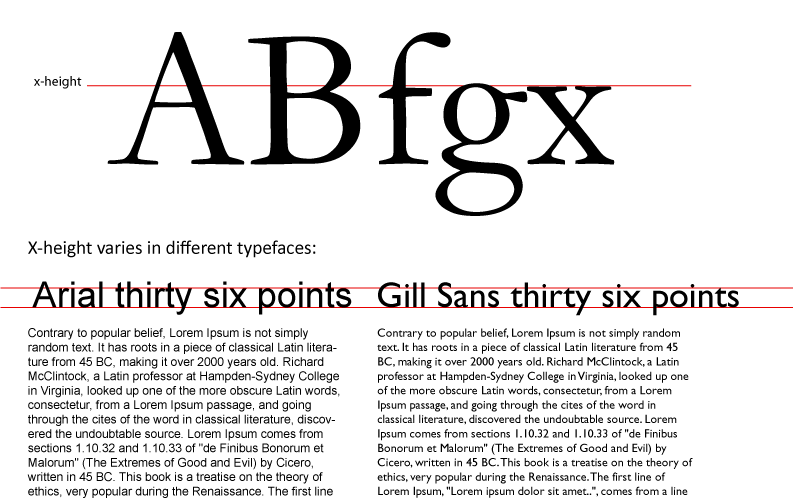 ABfgx
x-height
X-height varies in different typefaces:
Arial thirty six points
Contrary to popular belief, Lorem Ipsum is not simply
random text. It has roots in a piece of classical Latin litera-
ture from 45 BC, making it over 2000 years old. Richard
McClintock, a Latin professor at Hampden-Sydney College
in Virginia, looked up one of the more obscure Latin words,
consectetur, from a Lorem Ipsum passage, and going
through the cites of the word in classical literature, discov-
ered the undoubtable source. Lorem Ipsum comes from
sections 1.10.32 and 1.10.33 of "de Finibus Bonorum et
Malorum" (The Extremes of Good and Evil) by Cicero,
written in 45 BC. This book is a treatise on the theory of
ethics, very popular during the Renaissance. The first line
Gill Sans thirty six points
Contrary to popular belief, Lorem Ipsum is not simply random
text. It has roots in a piece of classical Latin literature from 45
BC, making it over 2000 years old. Richard McClintock, a Latin
professor at Hampden-Sydney College in Virginia, looked up one
of the more obscure Latin words, consectetur, from a Lorem
Ipsum passage, and going through the cites of the word in
classical literature, discovered the undoubtable source. Lorem
Ipsum comes from sections 1.10.32 and 1.10.33 of "de Finibus
Bonorum et Malorum" (The Extremes of Good and Evil) by
Cicero, written in 45 BC. This book is a treatise on the theory of
ethics, very popular during the Renaissance. The first line of
Lorem Ipsum, "Lorem ipsum dolor sit amet..", comes from a line